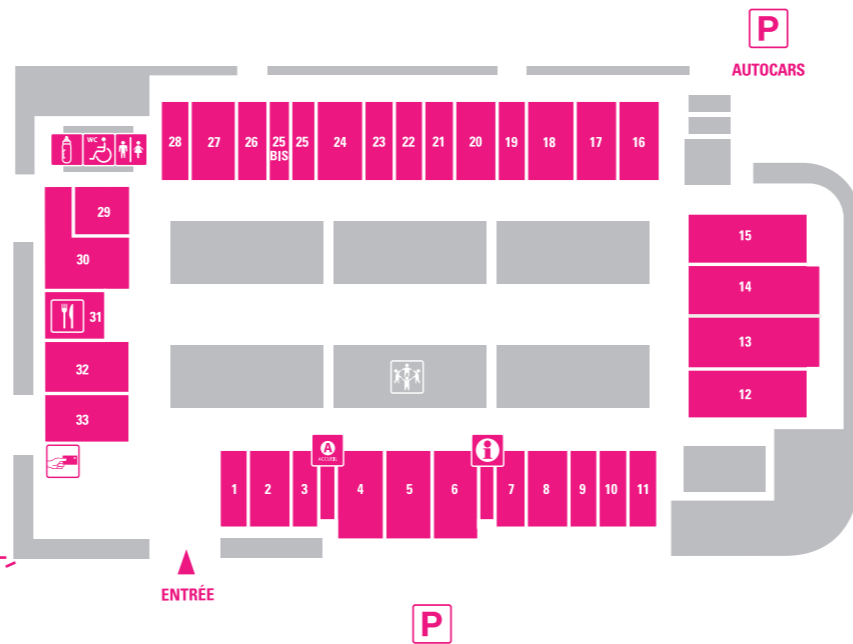 P
AUTOCARS
WC
28 27 26 25 BIS 25 24 23 22 21 20 19 18 17 16
29
30
31
32
33
15
14
13
12
A
ACCUEIL
i
1 2 3 4 5 6 7 8 9 10 11
ENTRÉE
P